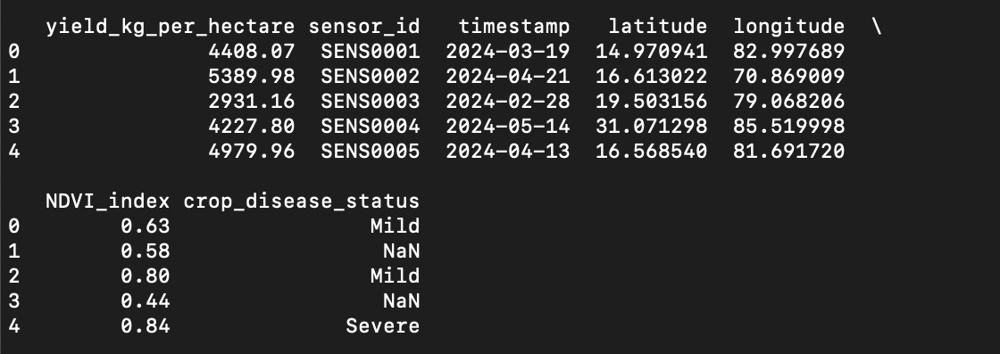 yield_kg_per_hectare sensor_id timestamp latitude longitude \
0 4408.07 SENS0001 2024-03-19 14.970941 82.997689
1 5389.98 SENS0002 2024-04-21 16.613022 70.869009
2 2931.16 SENS0003 2024-02-28 19.503156 79.068206
3 4227.80 SENS0004 2024-05-14 31.071298 85.519998
4 4979.96 SENS0005 2024-04-13 16.568540 81.691720
NDVI_index crop_disease_status
0 0.63 Mild
1 0.58 NaN
2 0.80 Mild
3 0.44 NaN
4 0.84 Severe